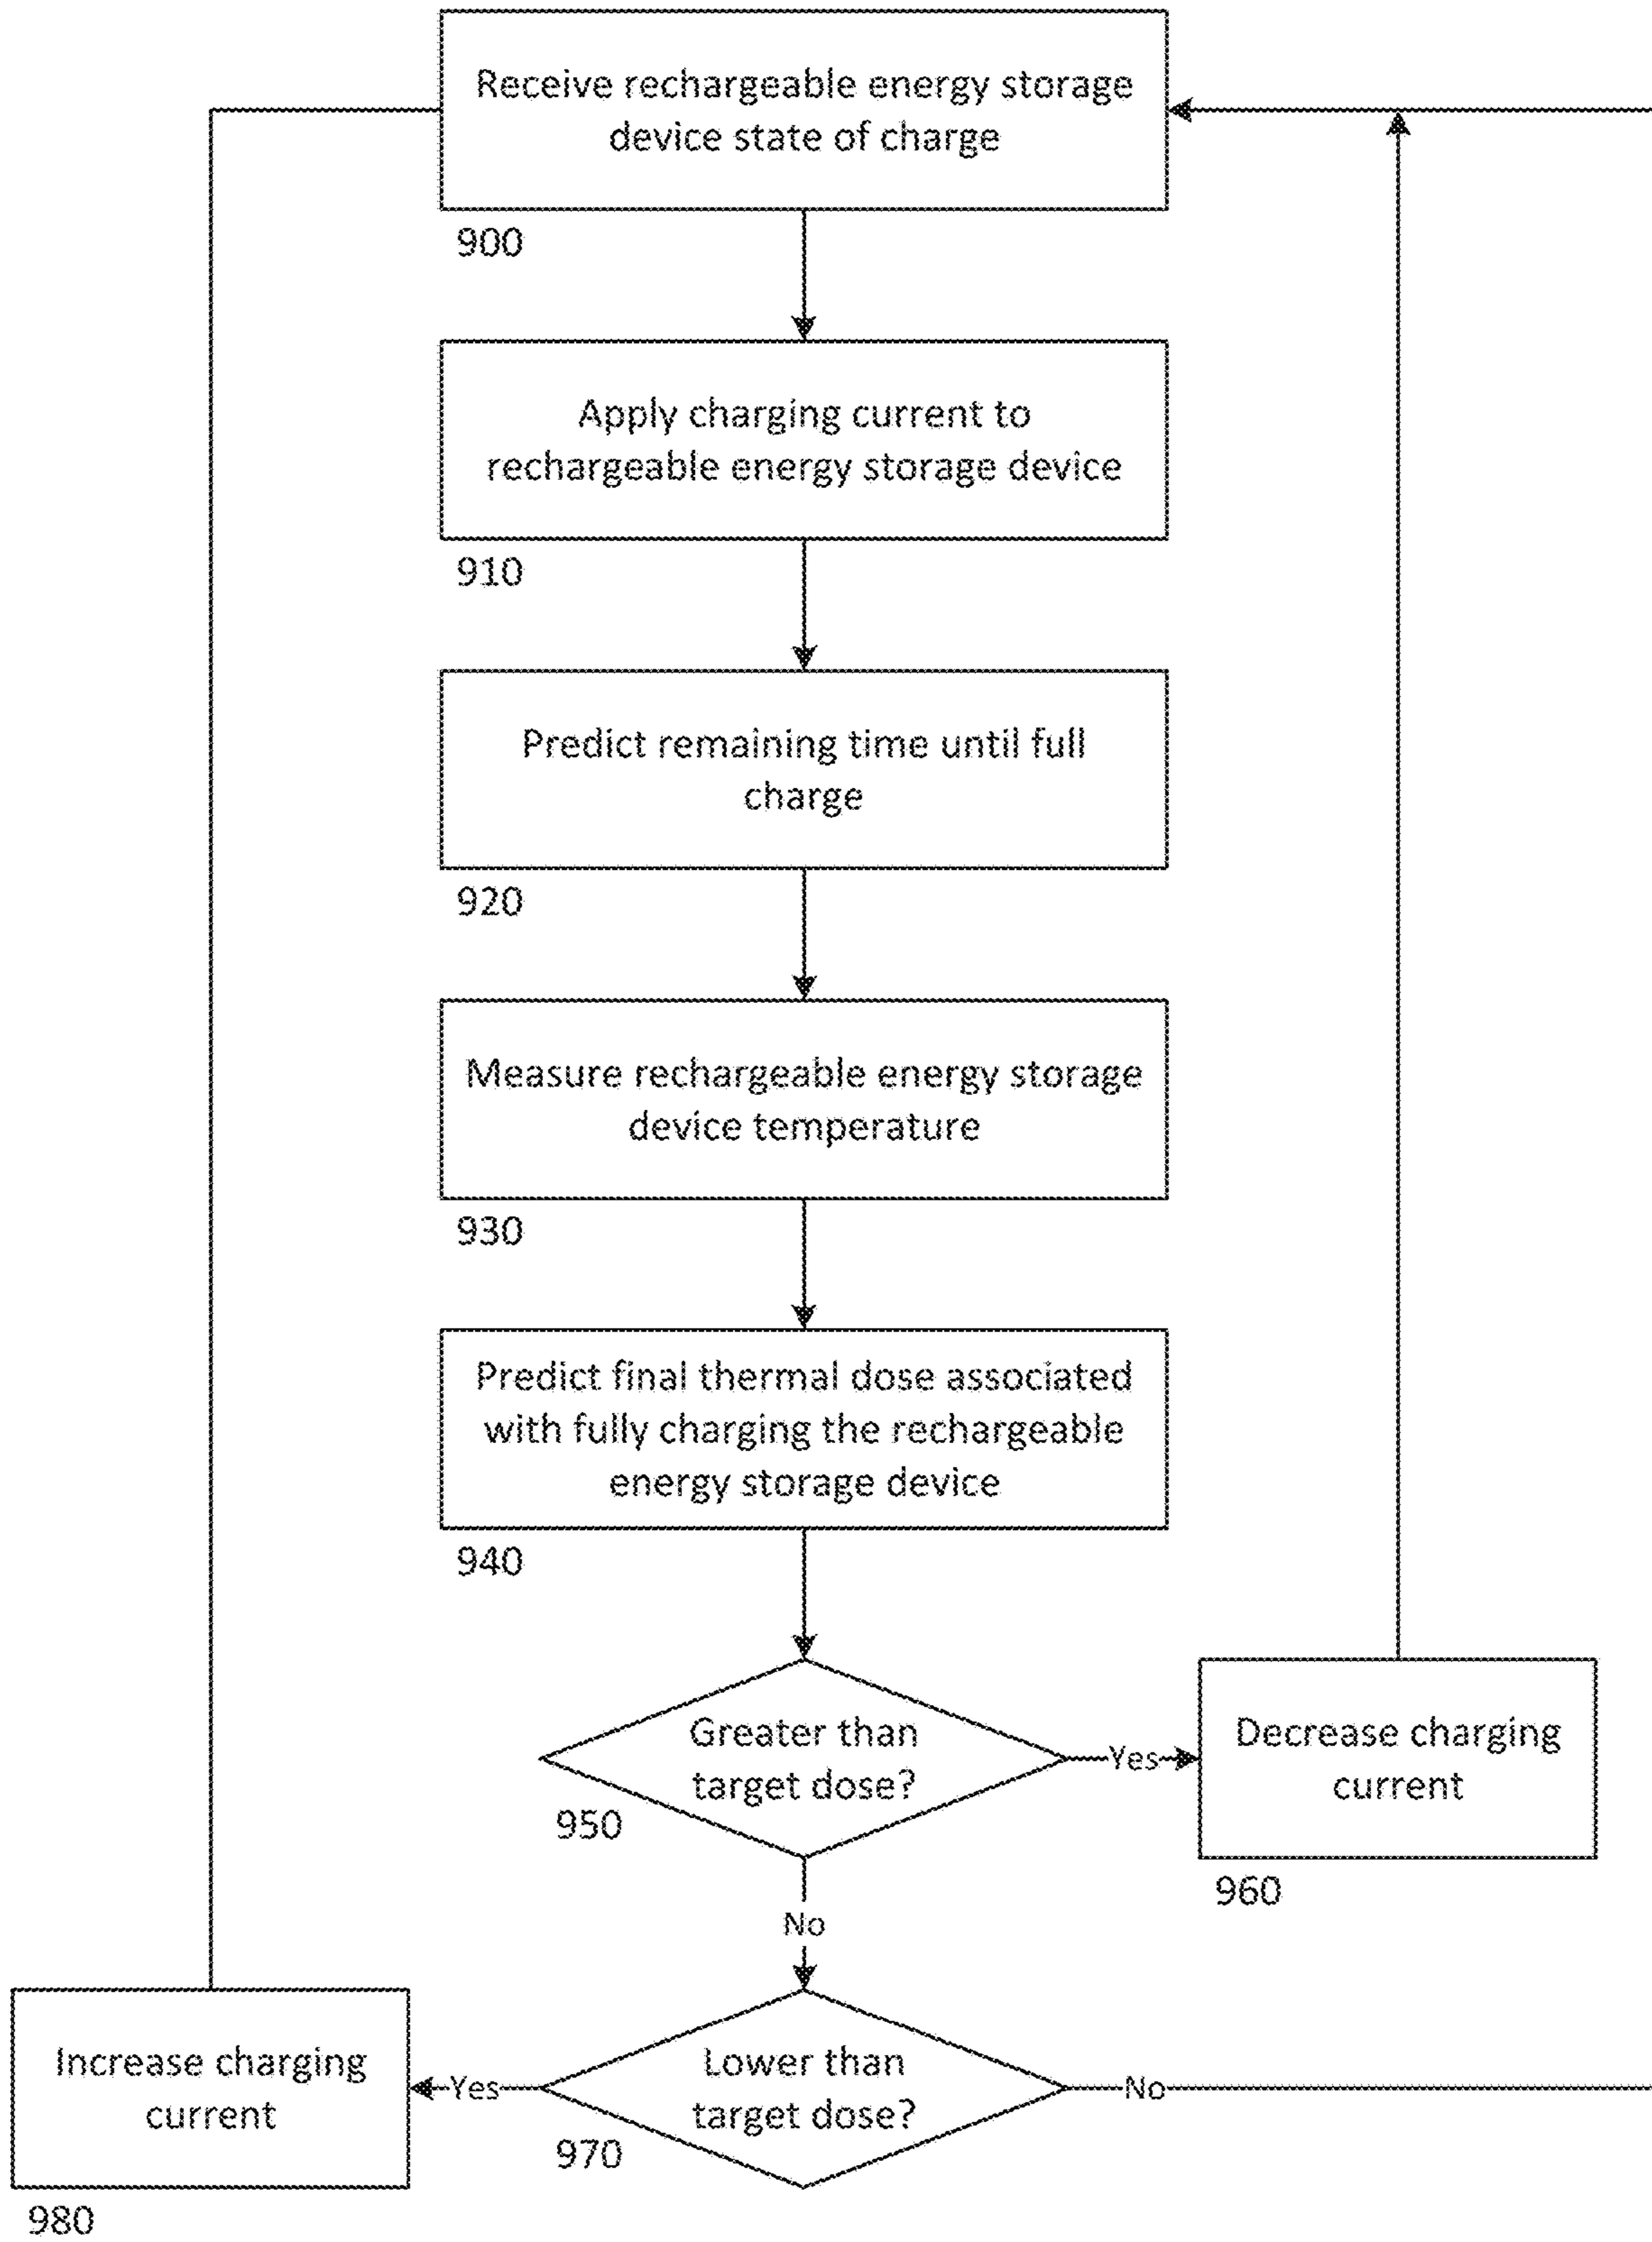 Receive rechargeable energy storage
device state of charge
900
Apply charging current to
rechargeable energy storage device
910
Predict remaining time until full
charge
920
Measure rechargeable energy storage
device temperature
930
Predict final thermal dose associated
with fully charging the rechargeable
energy storage device
940
Greater than
target dose?
950
Yes
Decrease charging
current
960
No
Lower than
target dose?
970
Yes
No
Increase charging
current
980